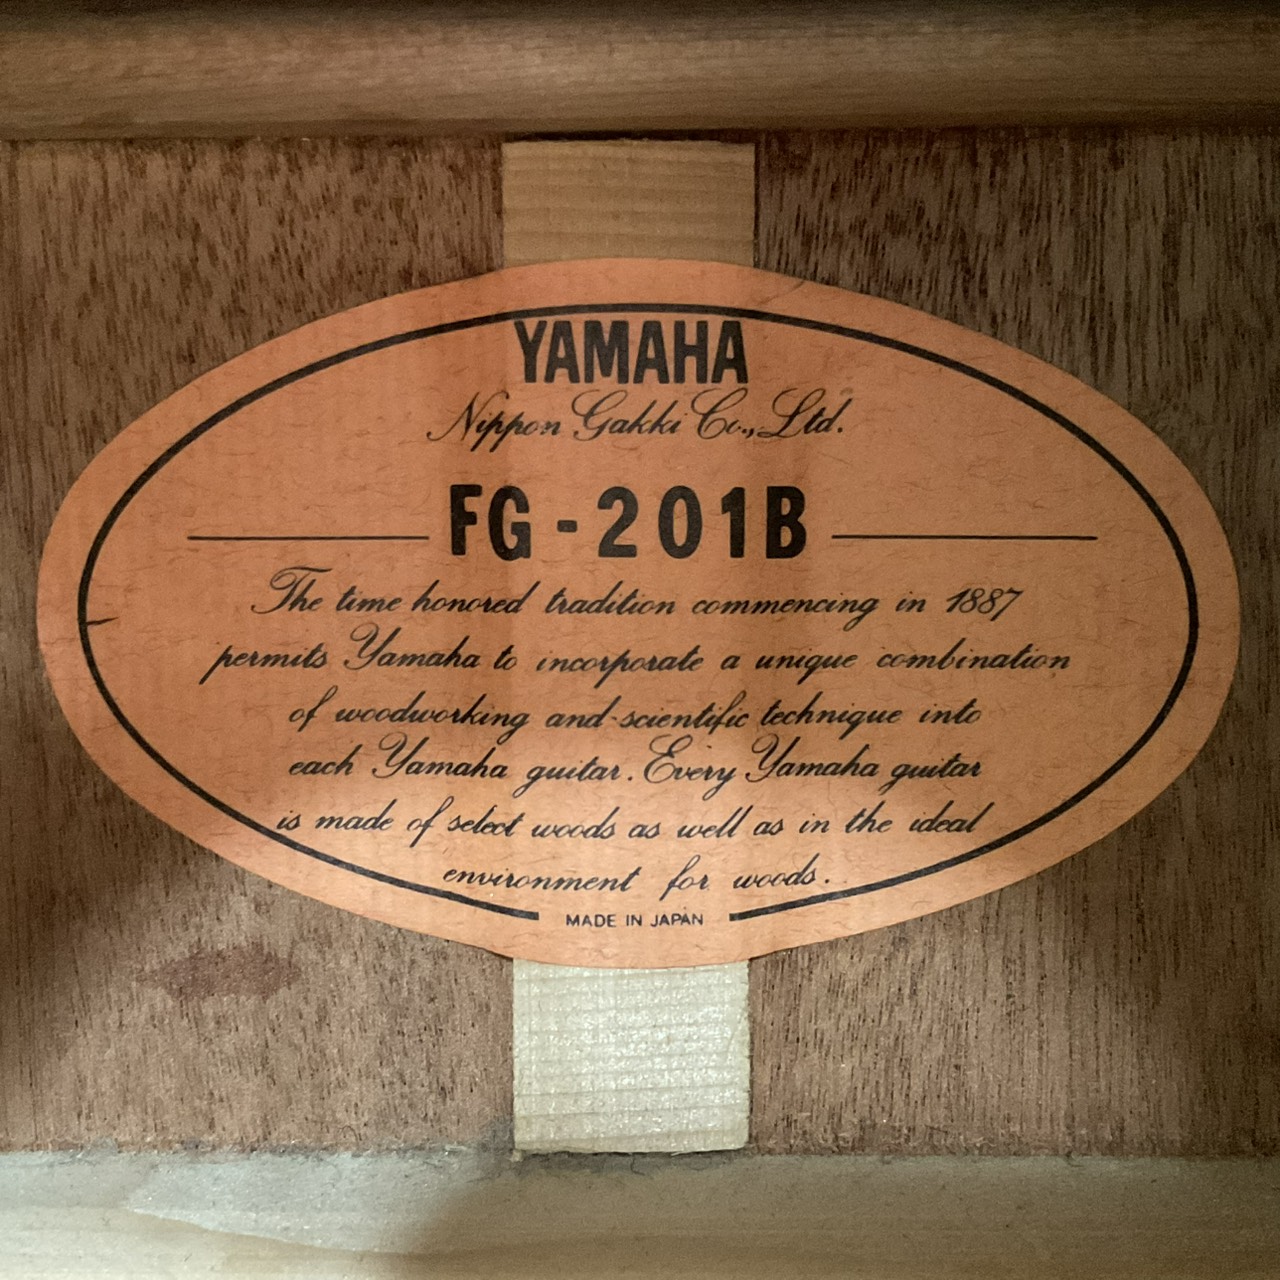 YAMAHA
Nippon Gakki Co., Ltd.
FG-201B
The time honored tradition commencing in 1887
permits Yamaha to incorporate a unique combination
of woodworking and scientific technique into
each Yamaha guitar. Every Yamaha guitar
is made of select woods as well as in the ideal
environment for woods.
MADE IN JAPAN